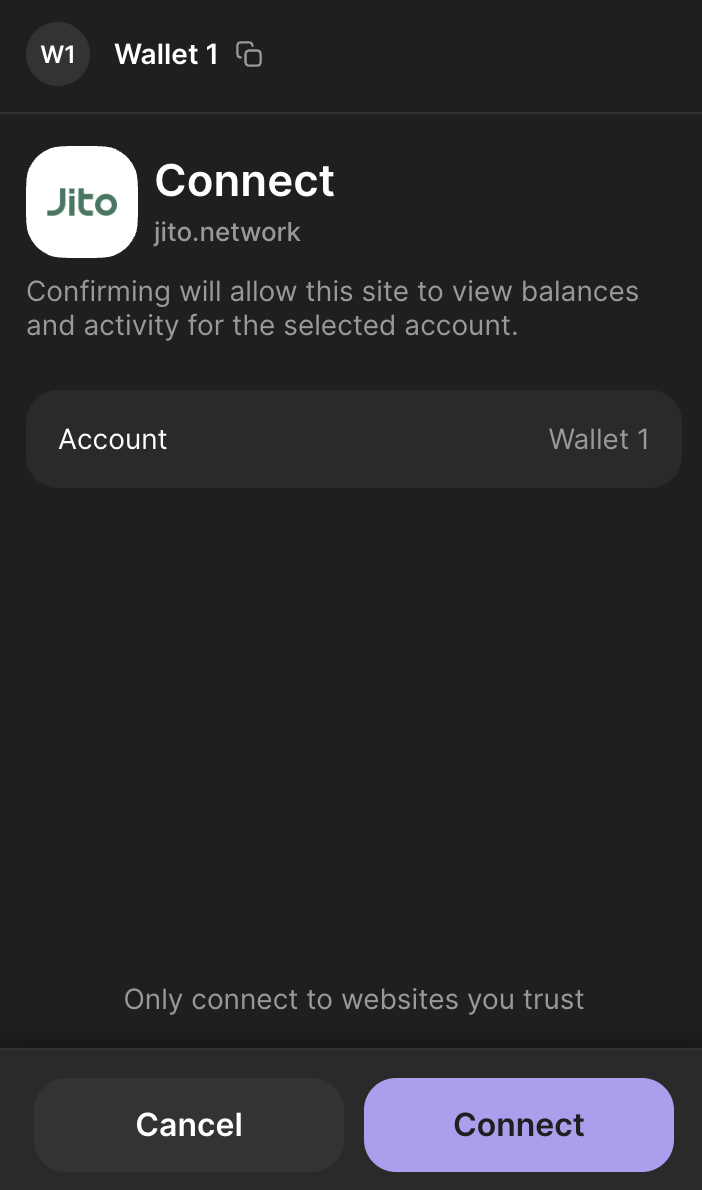 W1
Wallet 1
Jito
Connect
jito.network
Confirming will allow this site to view balances
and activity for the selected account.
Account
Wallet 1
Only connect to websites you trust
Cancel
Connect